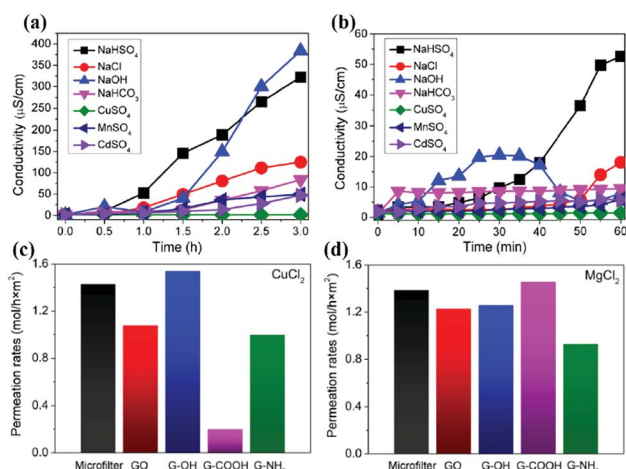 (a)
400
350
300
250
200
150
100
50
0
Conductivity (μS/cm)
NaHSO₄
NaCl
NaOH
NaHCO₃
CuSO₄
MnSO₄
CdSO₄
0.0 0.5 1.0 1.5 2.0 2.5 3.0
Time (h)
(b)
60
50
40
30
20
10
0
Conductivity (μS/cm)
NaHSO₄
NaCl
NaOH
NaHCO₃
CuSO₄
MnSO₄
CdSO₄
0 10 20 30 40 50 60
Time (min)
(c)
CuCl₂
1.6
1.2
0.8
0.4
0.0
Permeation rates (mol/h×m²)
Microfilter GO G-OH G-COOH G-NH₂
(d)
MgCl₂
1.6
1.2
0.8
0.4
0.0
Permeation rates (mol/h×m²)
Microfilter GO G-OH G-COOH G-NH₂